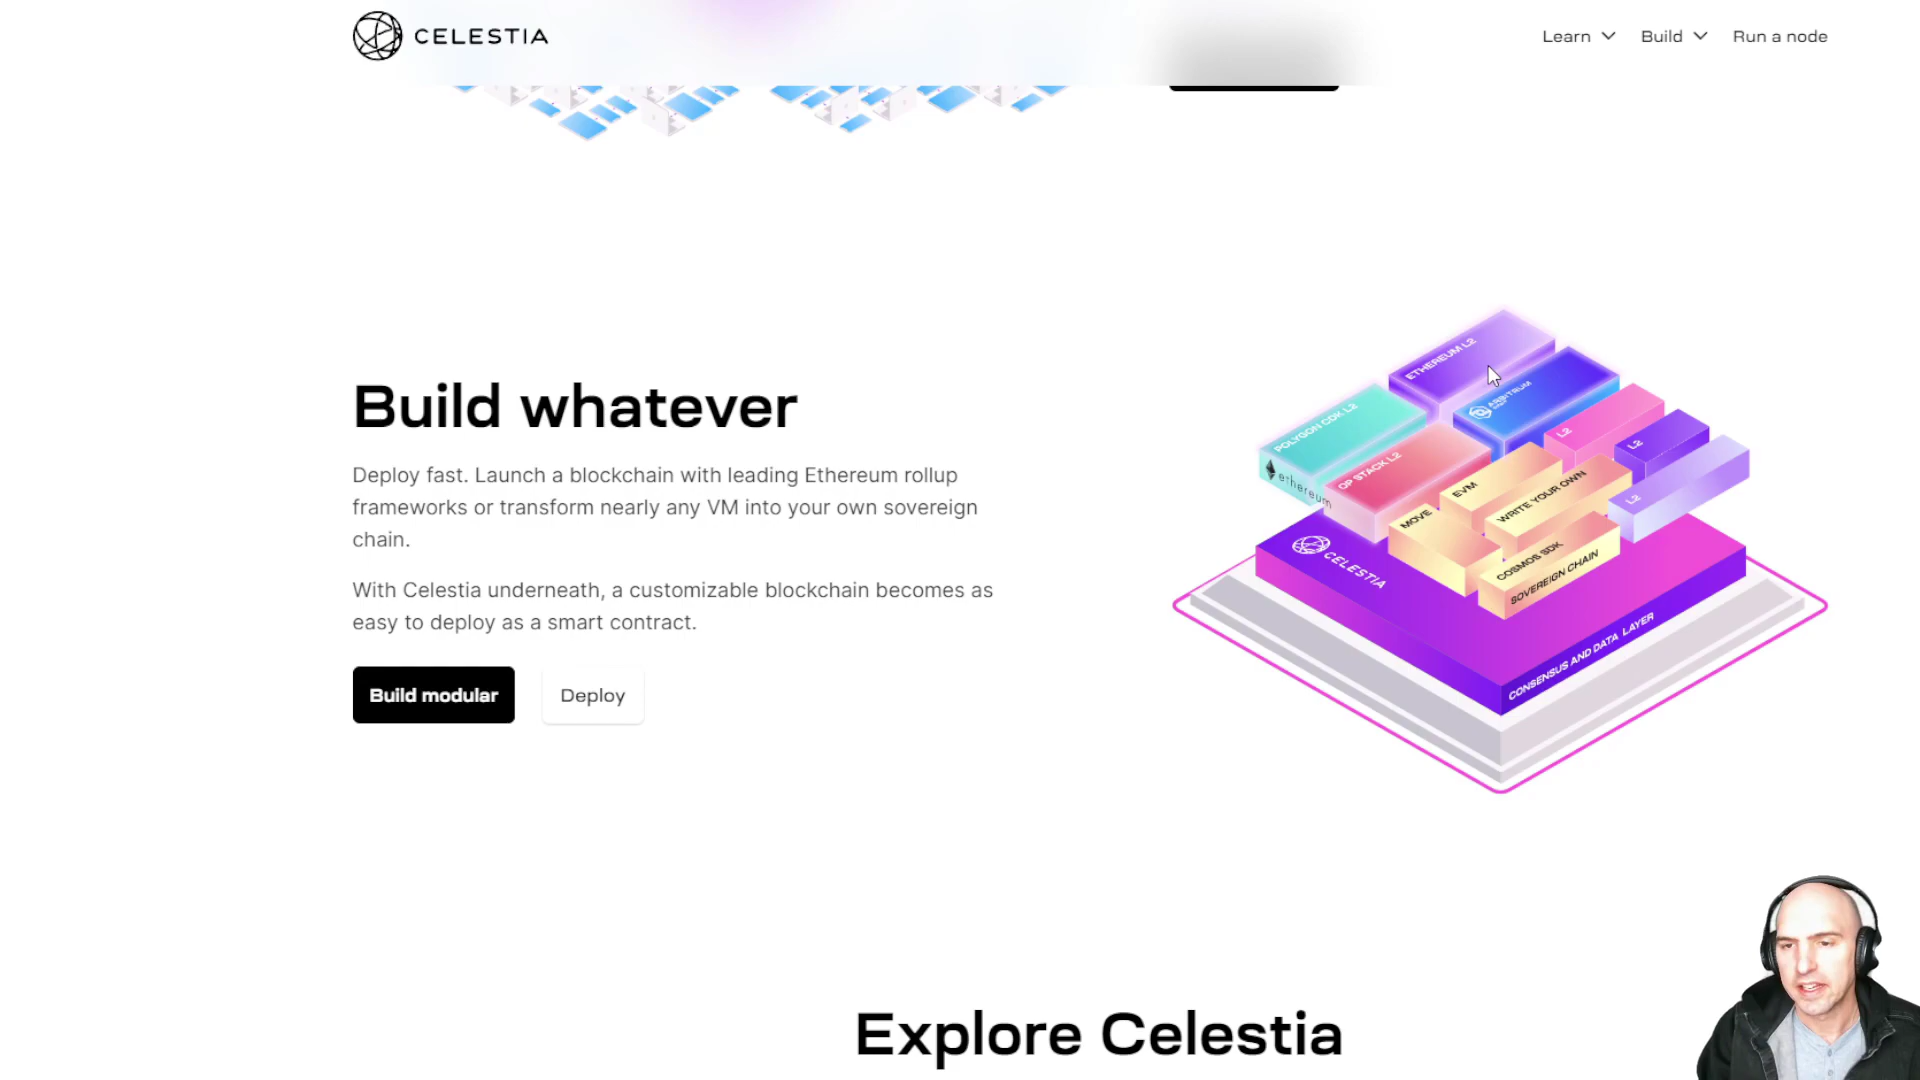 CELESTIA
Learn
Build
Run a node
Build whatever
Deploy fast. Launch a blockchain with leading Ethereum rollup
frameworks or transform nearly any VM into your own sovereign
chain.
With Celestia underneath, a customizable blockchain becomes as
easy to deploy as a smart contract.
Build modular
Deploy
ETHEREUM L2
ARBITRUM
POLYGON CDK L2
ethereum
OP STACK L2
L2
L2
L2
EVM
WRITE YOUR OWN
MOVE
COSMOS SDK
SOVEREIGN CHAIN
CELESTIA
CONSENSUS AND DATA LAYER
Explore Celestia